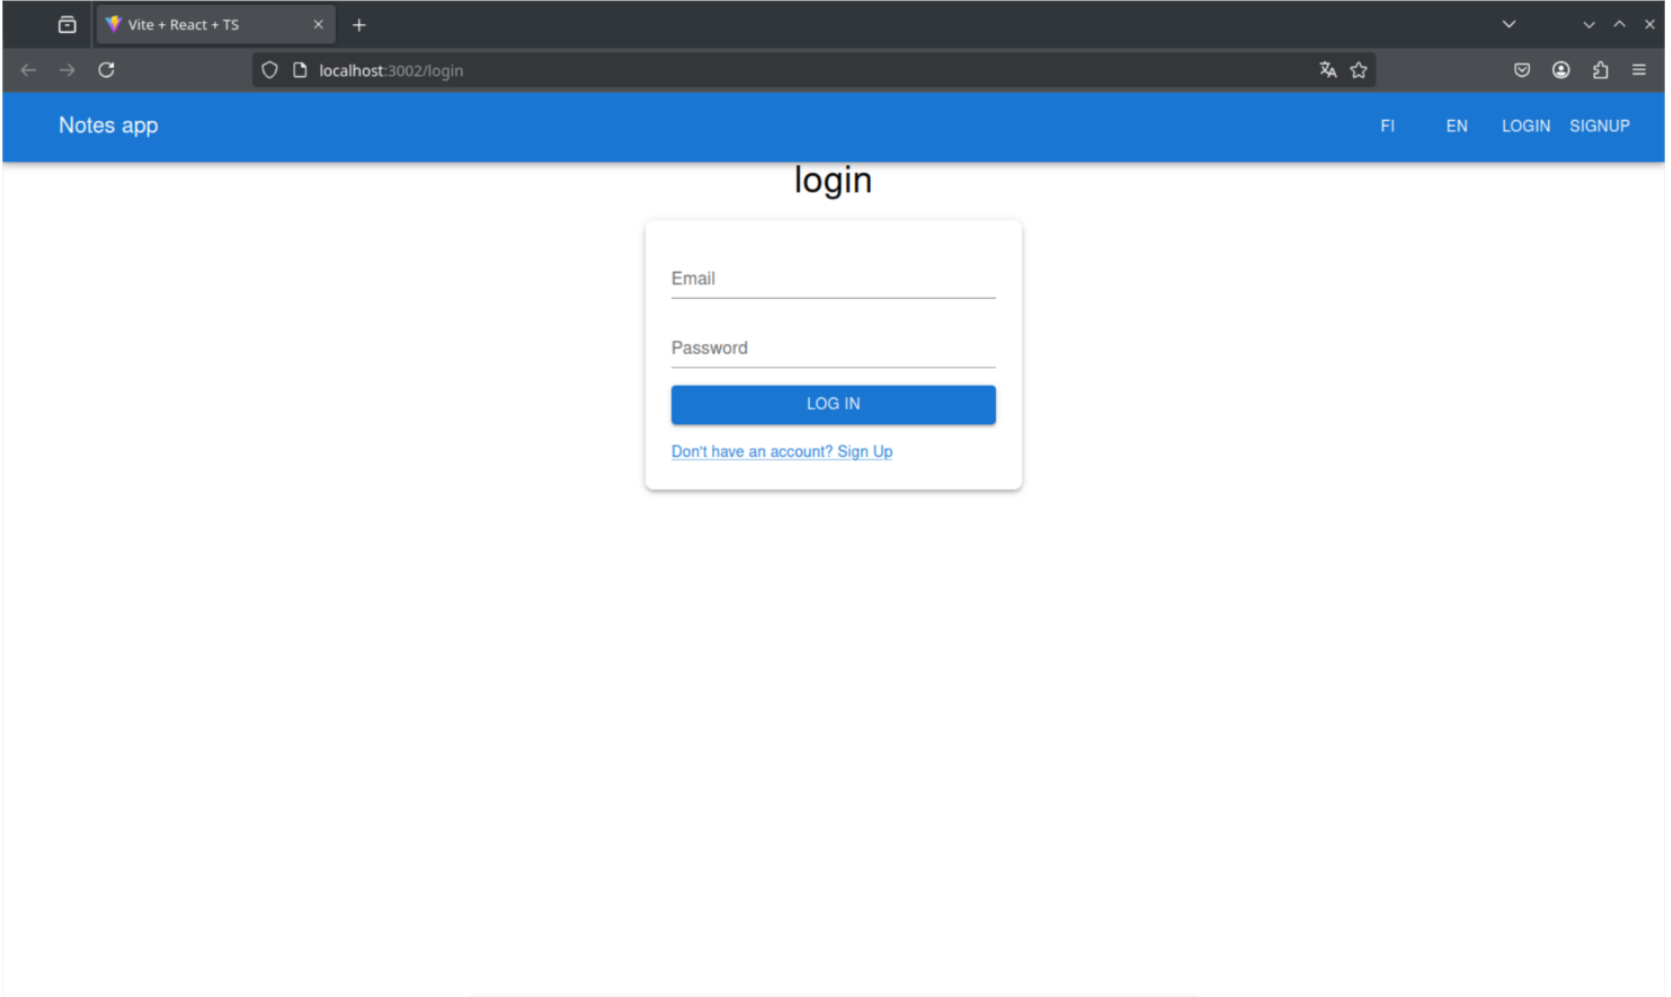 Vite + React + TS
localhost:3002/login
Notes app FI EN LOGIN SIGNUP
login
Email
Password
LOG IN
Don't have an account? Sign Up